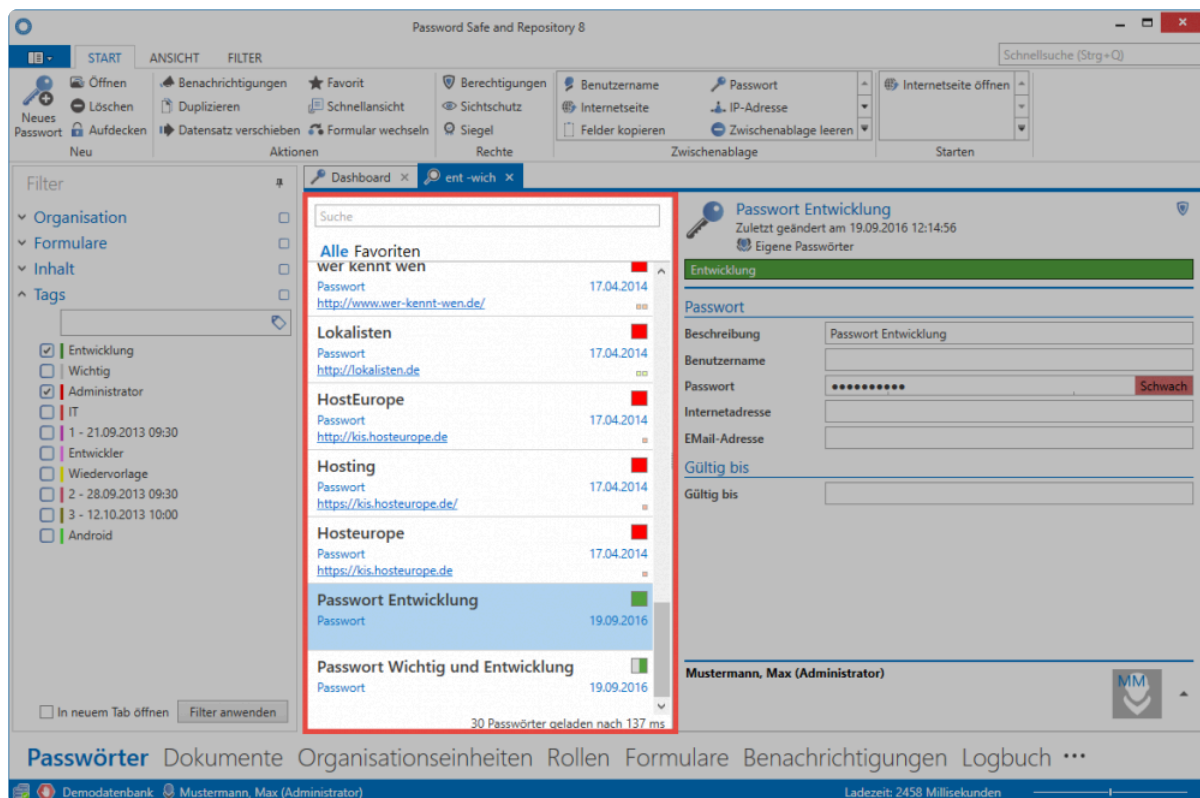 Password Safe and Repository 8
START ANSICHT FILTER
Schnellsuche (Strg+Q)
Neues Passwort
Öffnen
Löschen
Aufdecken
Neu
Benachrichtigungen
Duplizieren
Datensatz verschieben
Favorit
Schnellansicht
Formular wechseln
Aktionen
Berechtigungen
Sichtschutz
Siegel
Rechte
Benutzername
Internetseite
Felder kopieren
Passwort
IP-Adresse
Zwischenablage leeren
Zwischenablage
Internetseite öffnen
Starten
Filter
Organisation
Formulare
Inhalt
Tags
Entwicklung
Wichtig
Administrator
IT
1 - 21.09.2013 09:30
Entwickler
Wiedervorlage
2 - 28.09.2013 09:30
3 - 12.10.2013 10:00
Android
In neuem Tab öffnen
Filter anwenden
Dashboard ×
ent -wich ×
Suche
Alle Favoriten
wer kennt wen
Passwort 17.04.2014
http://www.wer-kennt-wen.de/
Lokalisten
Passwort 17.04.2014
http://lokalisten.de
HostEurope
Passwort 17.04.2014
http://kis.hosteurope.de
Hosting
Passwort 17.04.2014
https://kis.hosteurope.de/
Hosteurope
Passwort 17.04.2014
https://kis.hosteurope.de
Passwort Entwicklung
Passwort 19.09.2016
Passwort Wichtig und Entwicklung
Passwort 19.09.2016
30 Passwörter geladen nach 137 ms
Passwort Entwicklung
Zuletzt geändert am 19.09.2016 12:14:56
Eigene Passwörter
Entwicklung
Passwort
Beschreibung Passwort Entwicklung
Benutzername
Passwort •••••••••• Schwach
Internetadresse
EMail-Adresse
Gültig bis
Gültig bis
Mustermann, Max (Administrator)
MM
Passwörter Dokumente Organisationseinheiten Rollen Formulare Benachrichtigungen Logbuch •••
Demodatenbank Mustermann, Max (Administrator) Ladezeit: 2458 Millisekunden